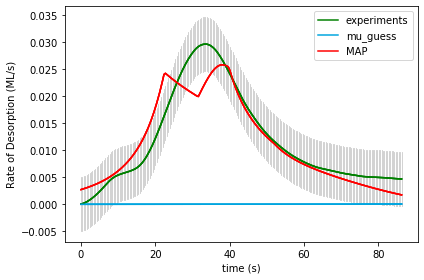 experiments
mu_guess
MAP
Rate of Desorption (ML/s)
0.035
0.030
0.025
0.020
0.015
0.010
0.005
0.000
−0.005
0 20 40 60 80
time (s)